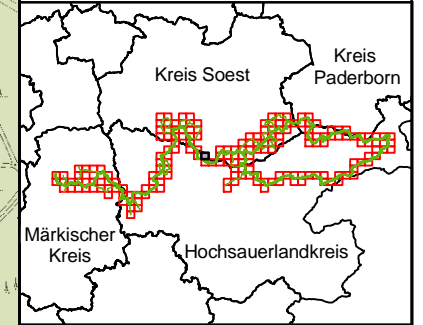 Kreis
Paderborn
Kreis Soest
Märkischer
Kreis
Hochsauerlandkreis